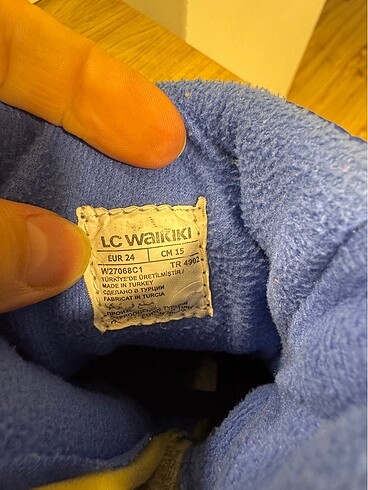 LC WAIKIKI
EUR 24 CM 15
W27068C1 TR 4902
TÜRKİYE'DE ÜRETİLMİŞTİR /
MADE IN TURKEY
СДЕЛАНО В ТУРЦИИ
FABRICAT IN TURCIA